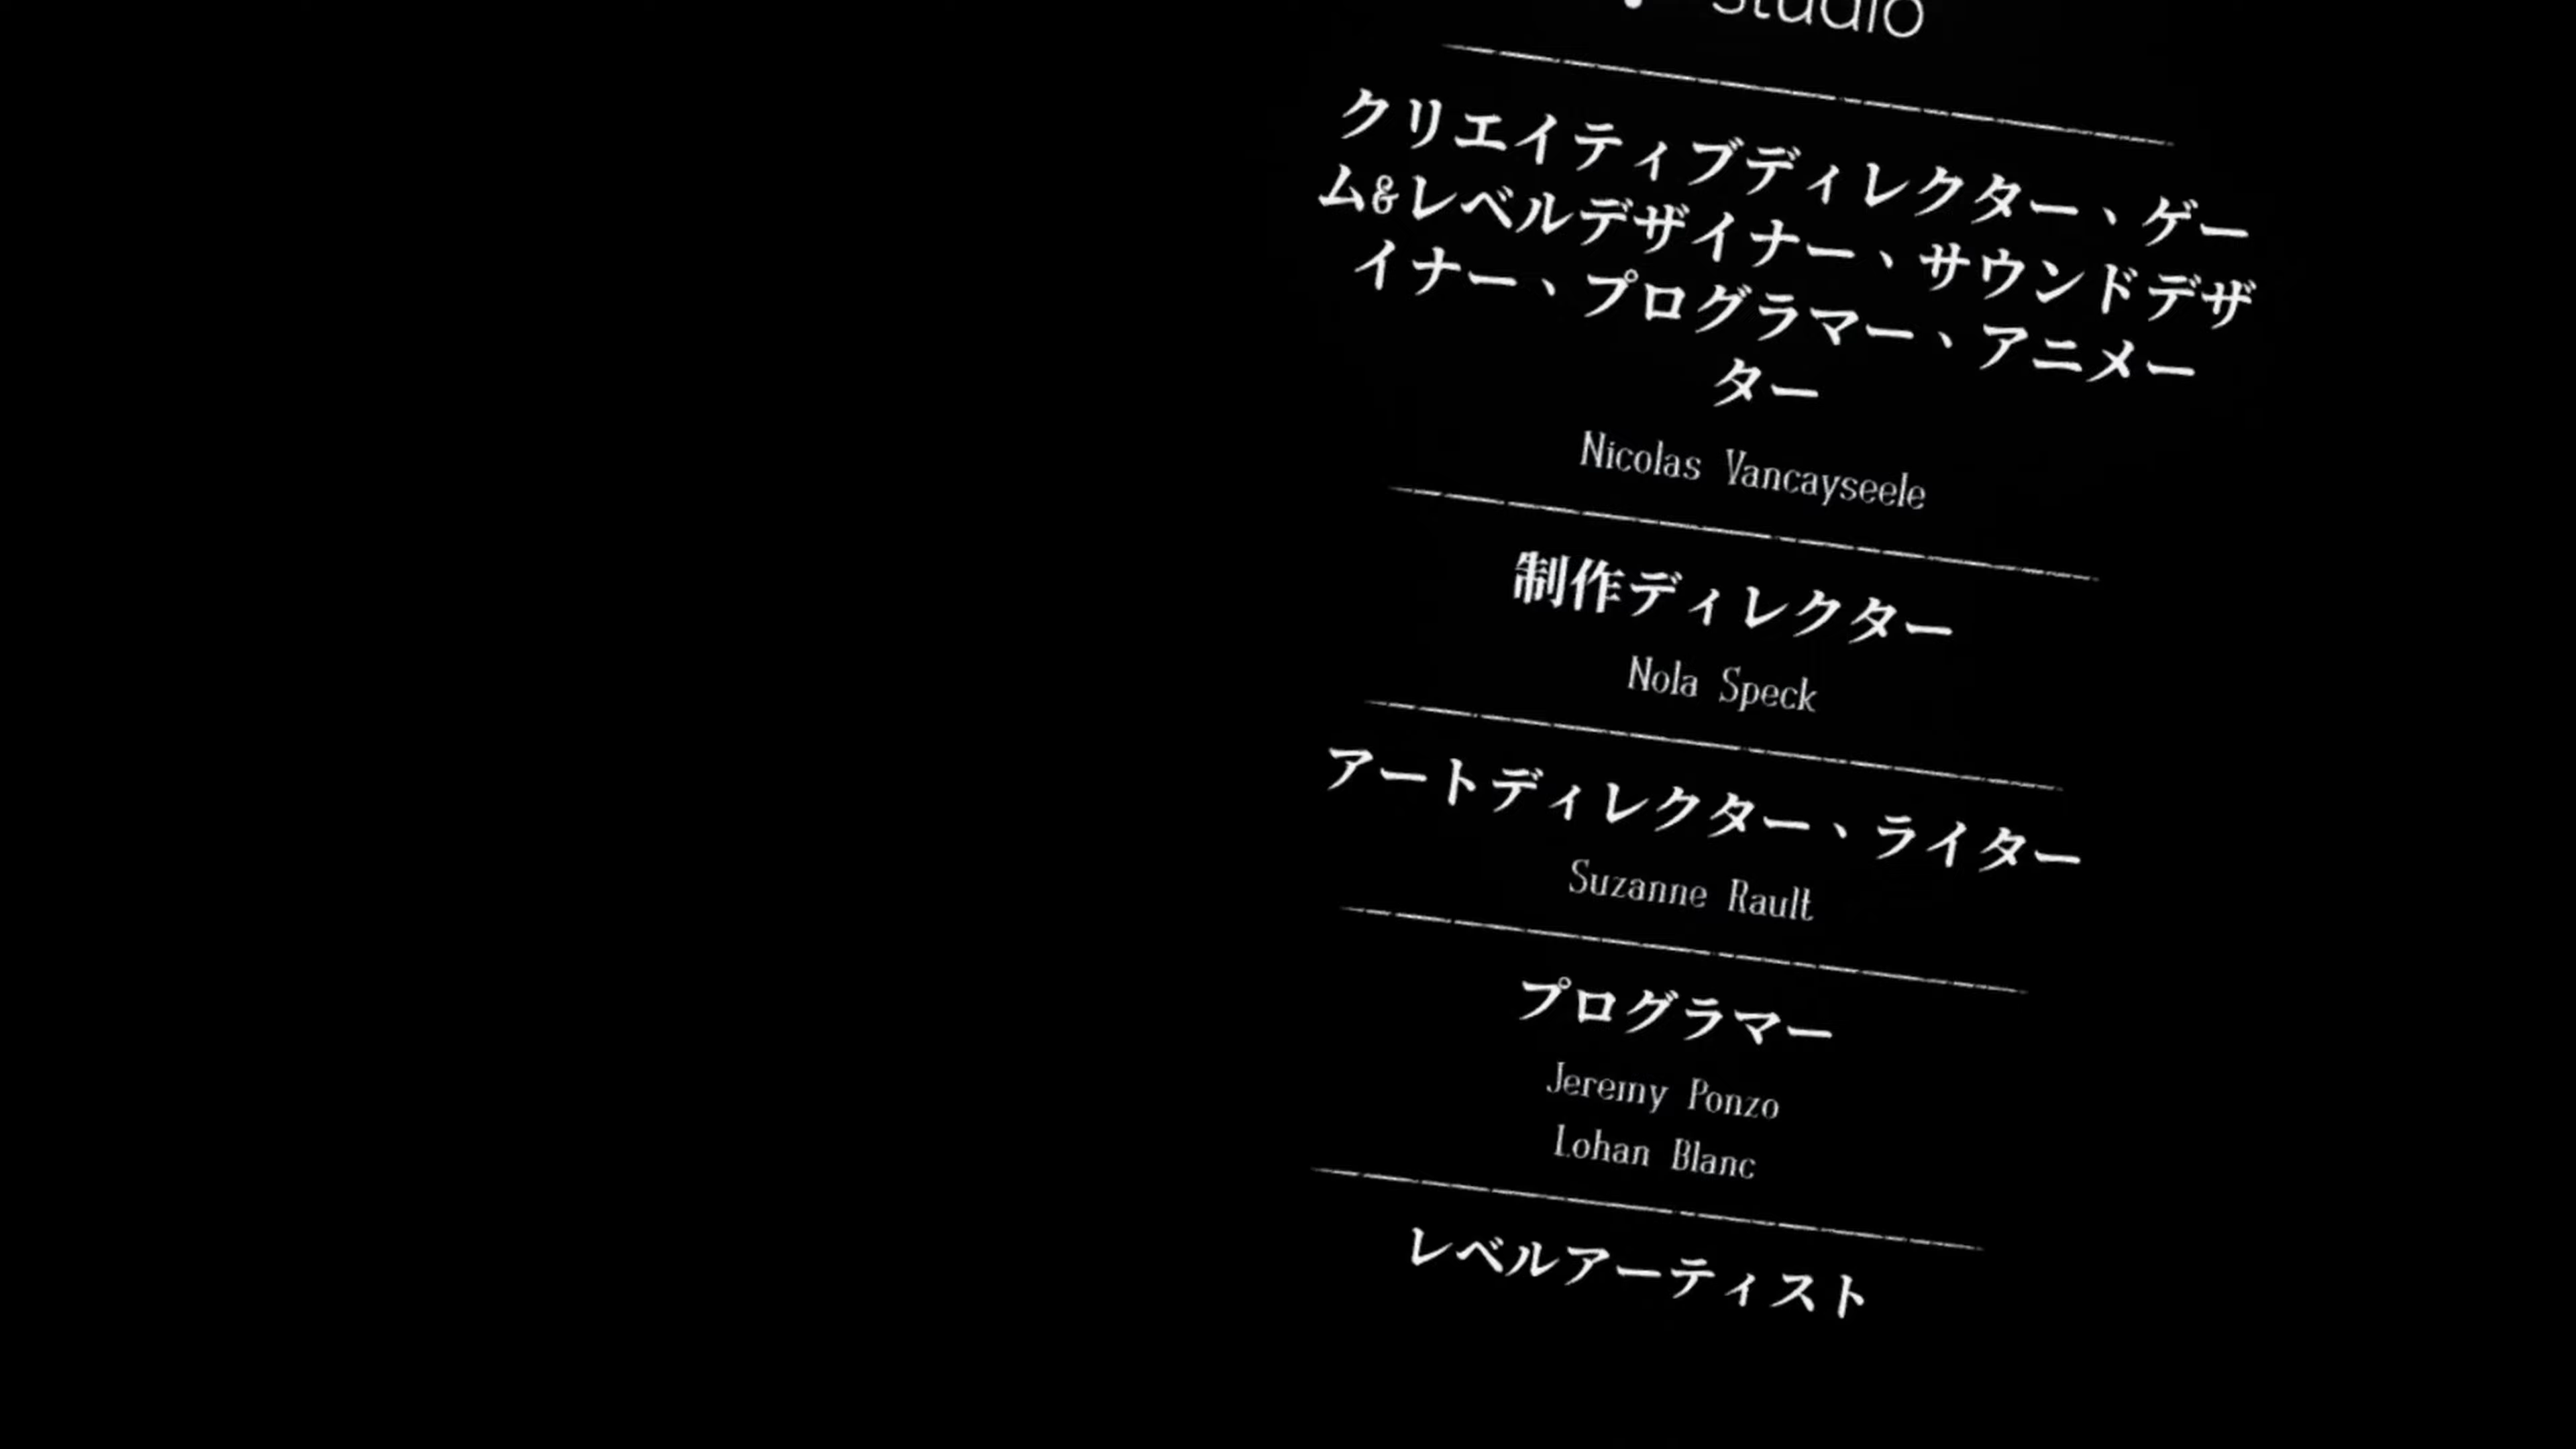 Studio
クリエイティブディレクター、ゲー
ム&レベルデザイナー、サウンドデザ
イナー、プログラマー、アニメー
ター
Nicolas Vancayseele
制作ディレクター
Nola Speck
アートディレクター、ライター
Suzanne Rault
プログラマー
Jeremy Ponzo
Lohan Blanc
レベルアーティスト